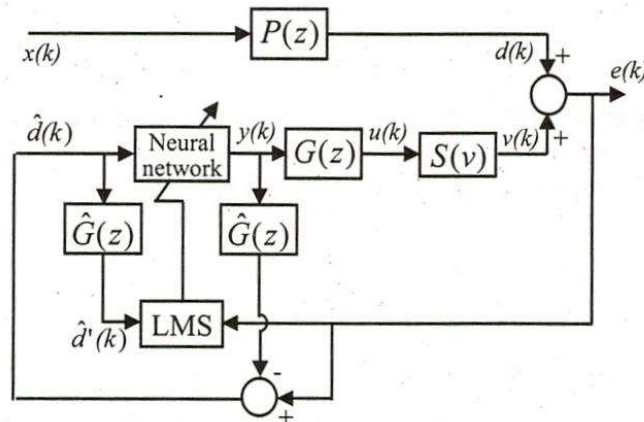 x(k)
P(z)
d(k)
+
e(k)
d̂(k)
Neural
network
y(k)
G(z)
u(k)
S(v)
v(k)
+
Ĝ(z)
Ĝ(z)
d̂'(k)
LMS
-
+